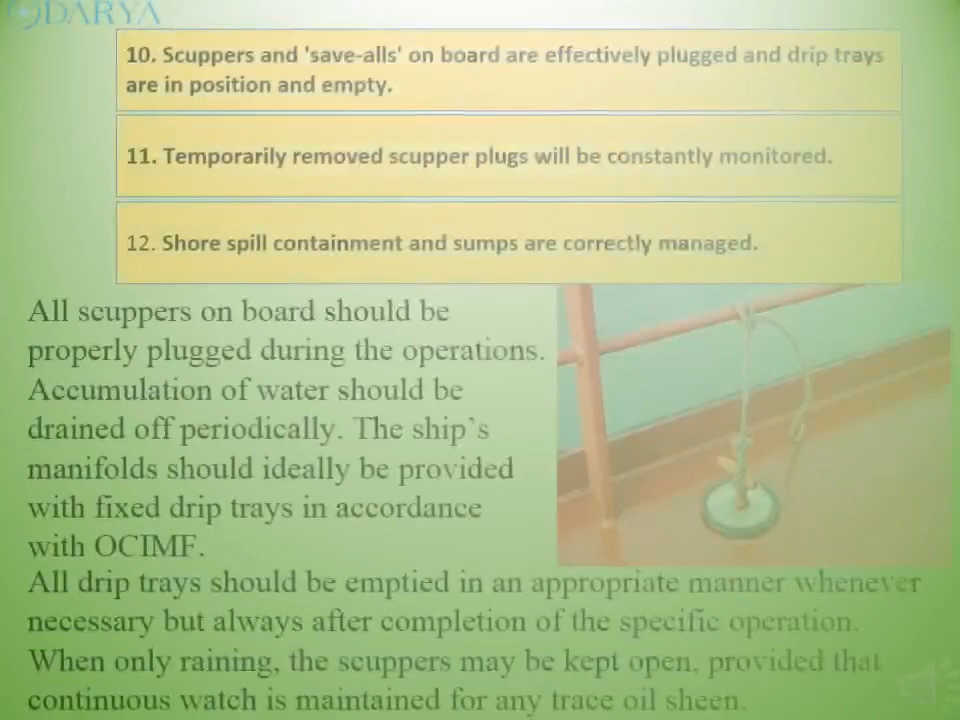 DARYA
10. Scuppers and 'save-alls' on board are effectively plugged and drip trays
are in position and empty.
11. Temporarily removed scupper plugs will be constantly monitored.
12. Shore spill containment and sumps are correctly managed.
All scuppers on board should be
properly plugged during the operations.
Accumulation of water should be
drained off periodically. The ship`s
manifolds should ideally be provided
with fixed drip trays in accordance
with OCIMF.
All drip trays should be emptied in an appropriate manner whenever
necessary but always after completion of the specific operation.
When only raining, the scuppers may be kept open, provided that
continuous watch is maintained for any trace oil sheen.